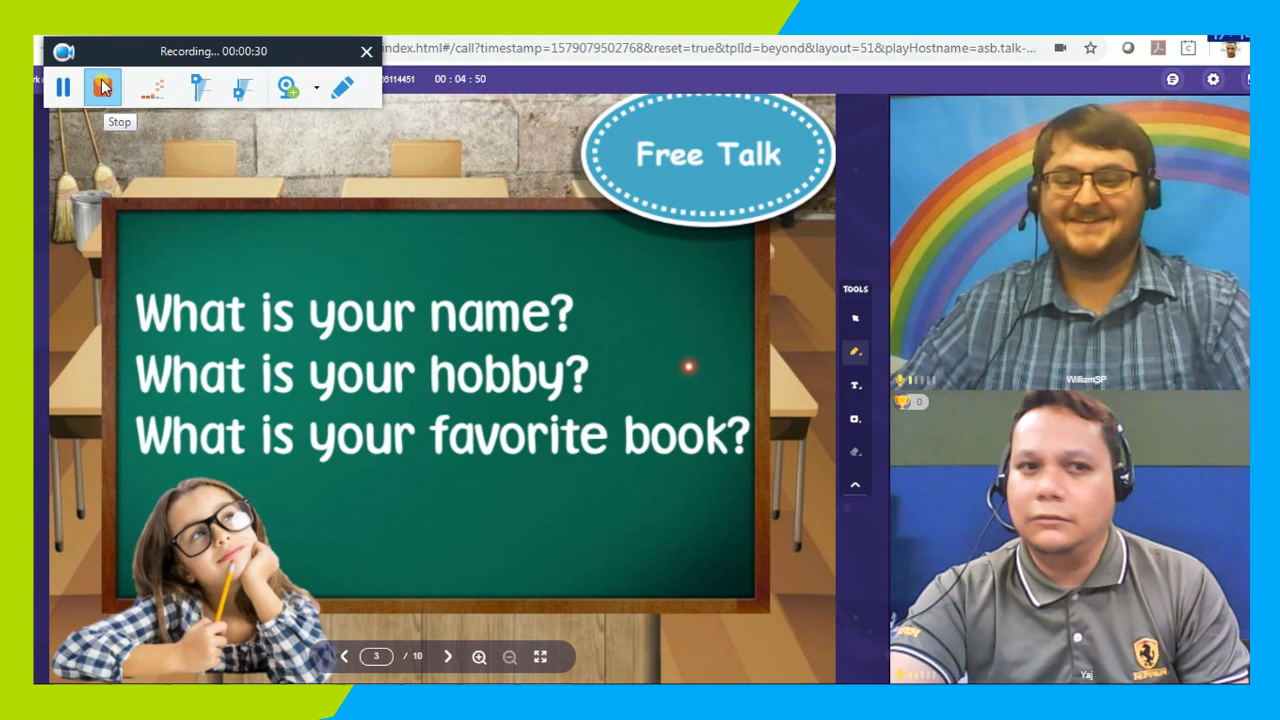 Recording... 00:00:30
index.html#/call?timestamp=1579079502768&reset=true&tplId=beyond&layout=51&playHostname=asb.talk-...
00 : 04 : 50
Stop
Free Talk
What is your name?
What is your hobby?
What is your favorite book?
TOOLS
WilliamSP
0
Yaj
3 / 10